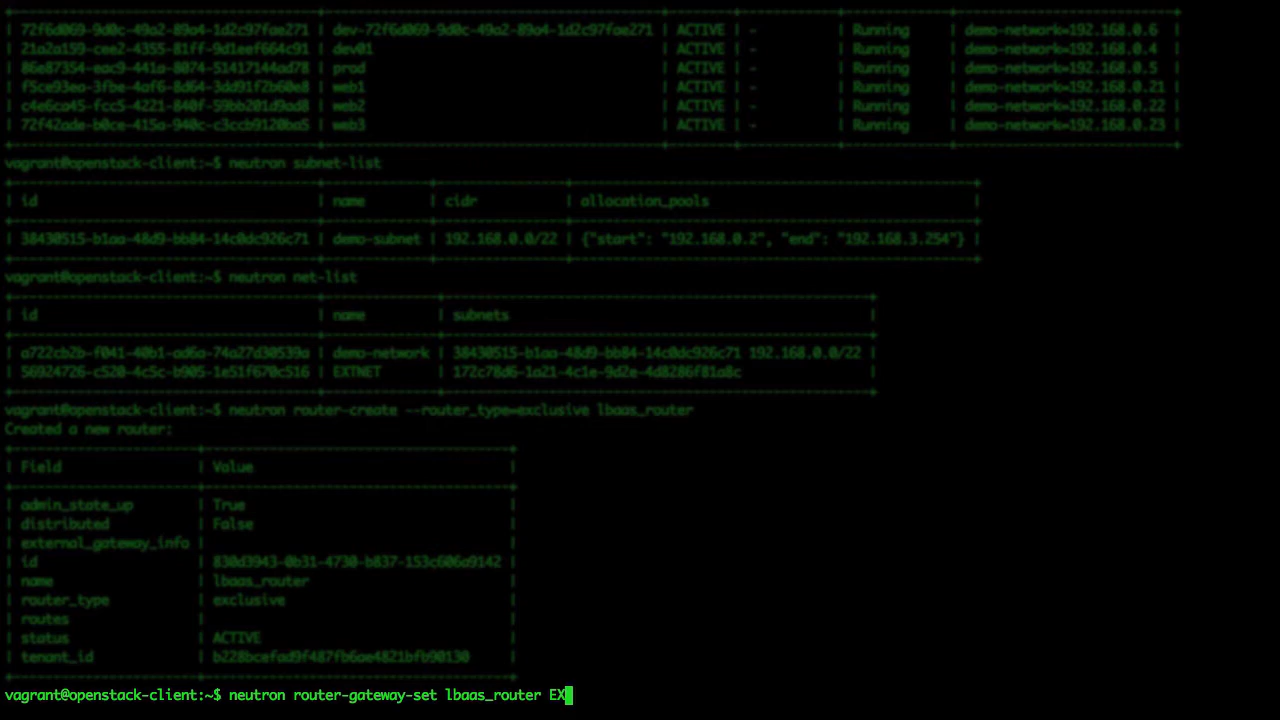 | 72f6d069-9d0c-49a2-89a4-1d2c97fae271 | dev-72f6d069-9d0c-49a2-89a4-1d2c97fae271 | ACTIVE | - | Running | demo-network=192.168.0.6 |
| 21a2a159-cee2-4355-81ff-9d1eef664c91 | dev01 | ACTIVE | - | Running | demo-network=192.168.0.4 |
| 86e87354-eac9-441a-8074-51417144ad78 | prod | ACTIVE | - | Running | demo-network=192.168.0.5 |
| f5ce93ea-3fbe-4af6-8d64-3dd91f2b60e8 | web1 | ACTIVE | - | Running | demo-network=192.168.0.21 |
| c4e6ca45-fcc5-4221-840f-59bb201d9ad8 | web2 | ACTIVE | - | Running | demo-network=192.168.0.22 |
| 72f42ade-b0ce-415a-940c-c3ccb9120ba5 | web3 | ACTIVE | - | Running | demo-network=192.168.0.23 |
vagrant@openstack-client:~$ neutron subnet-list
| id | name | cidr | allocation_pools |
| 38430515-b1aa-48d9-bb84-14c0dc926c71 | demo-subnet | 192.168.0.0/22 | {"start": "192.168.0.2", "end": "192.168.3.254"} |
vagrant@openstack-client:~$ neutron net-list
| id | name | subnets |
| a722cb2b-f041-40b1-ad6a-74a27d30539a | demo-network | 38430515-b1aa-48d9-bb84-14c0dc926c71 192.168.0.0/22 |
| 56924726-c520-4c5c-b905-1e51f670c516 | EXTNET | 172c78d6-1a21-4c1e-9d2e-4d8286f81a8c |
vagrant@openstack-client:~$ neutron router-create --router_type=exclusive lbaas_router
Created a new router:
| Field | Value |
| admin_state_up | True |
| distributed | False |
| external_gateway_info | |
| id | 830d3943-0b31-4730-b837-153c606a9142 |
| name | lbaas_router |
| router_type | exclusive |
| routes | |
| status | ACTIVE |
| tenant_id | b228bcefad9f487fb6ae4821bfb90130 |
vagrant@openstack-client:~$ neutron router-gateway-set lbaas_router EX